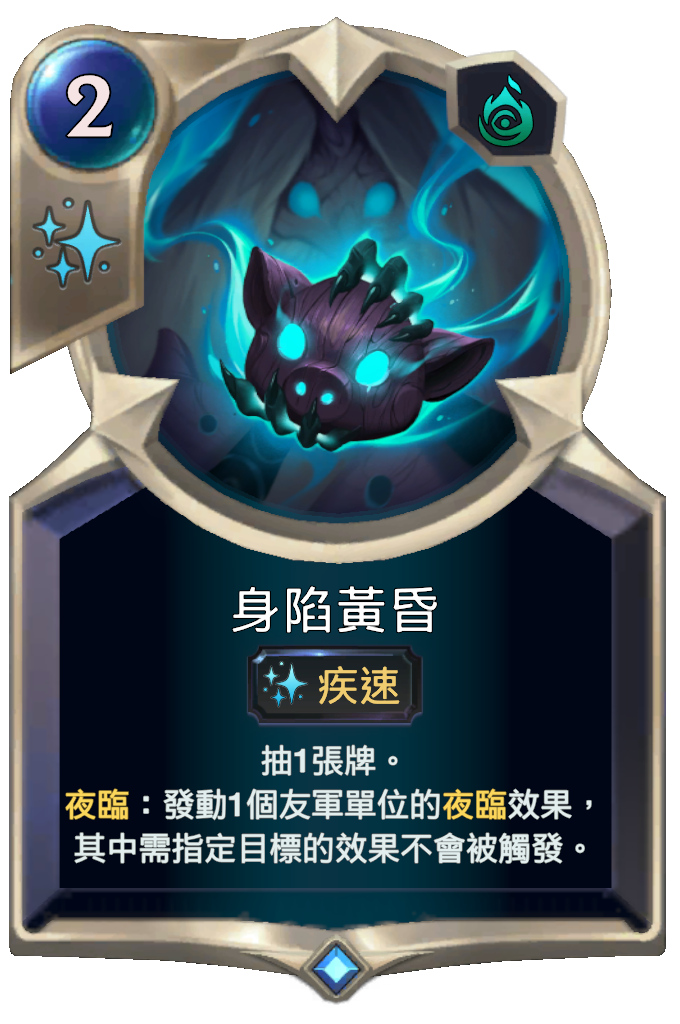 2
身陷黃昏
疾速
抽1張牌。
夜臨：發動1個友軍單位的夜臨效果，
其中需指定目標的效果不會被觸發。